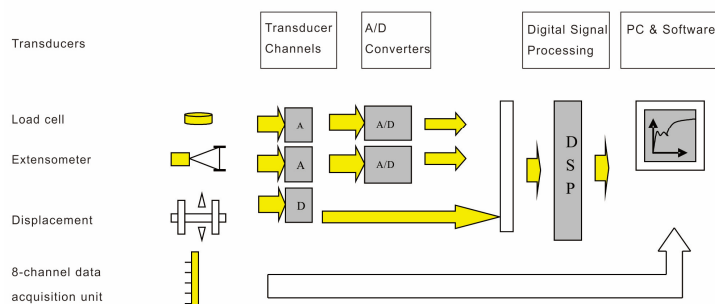 Transducers
Transducer
Channels
A/D
Converters
Digital Signal
Processing
PC & Software
Load cell
A
A/D
Extensometer
A
A/D
D
S
P
Displacement
D
8-channel data
acquisition unit